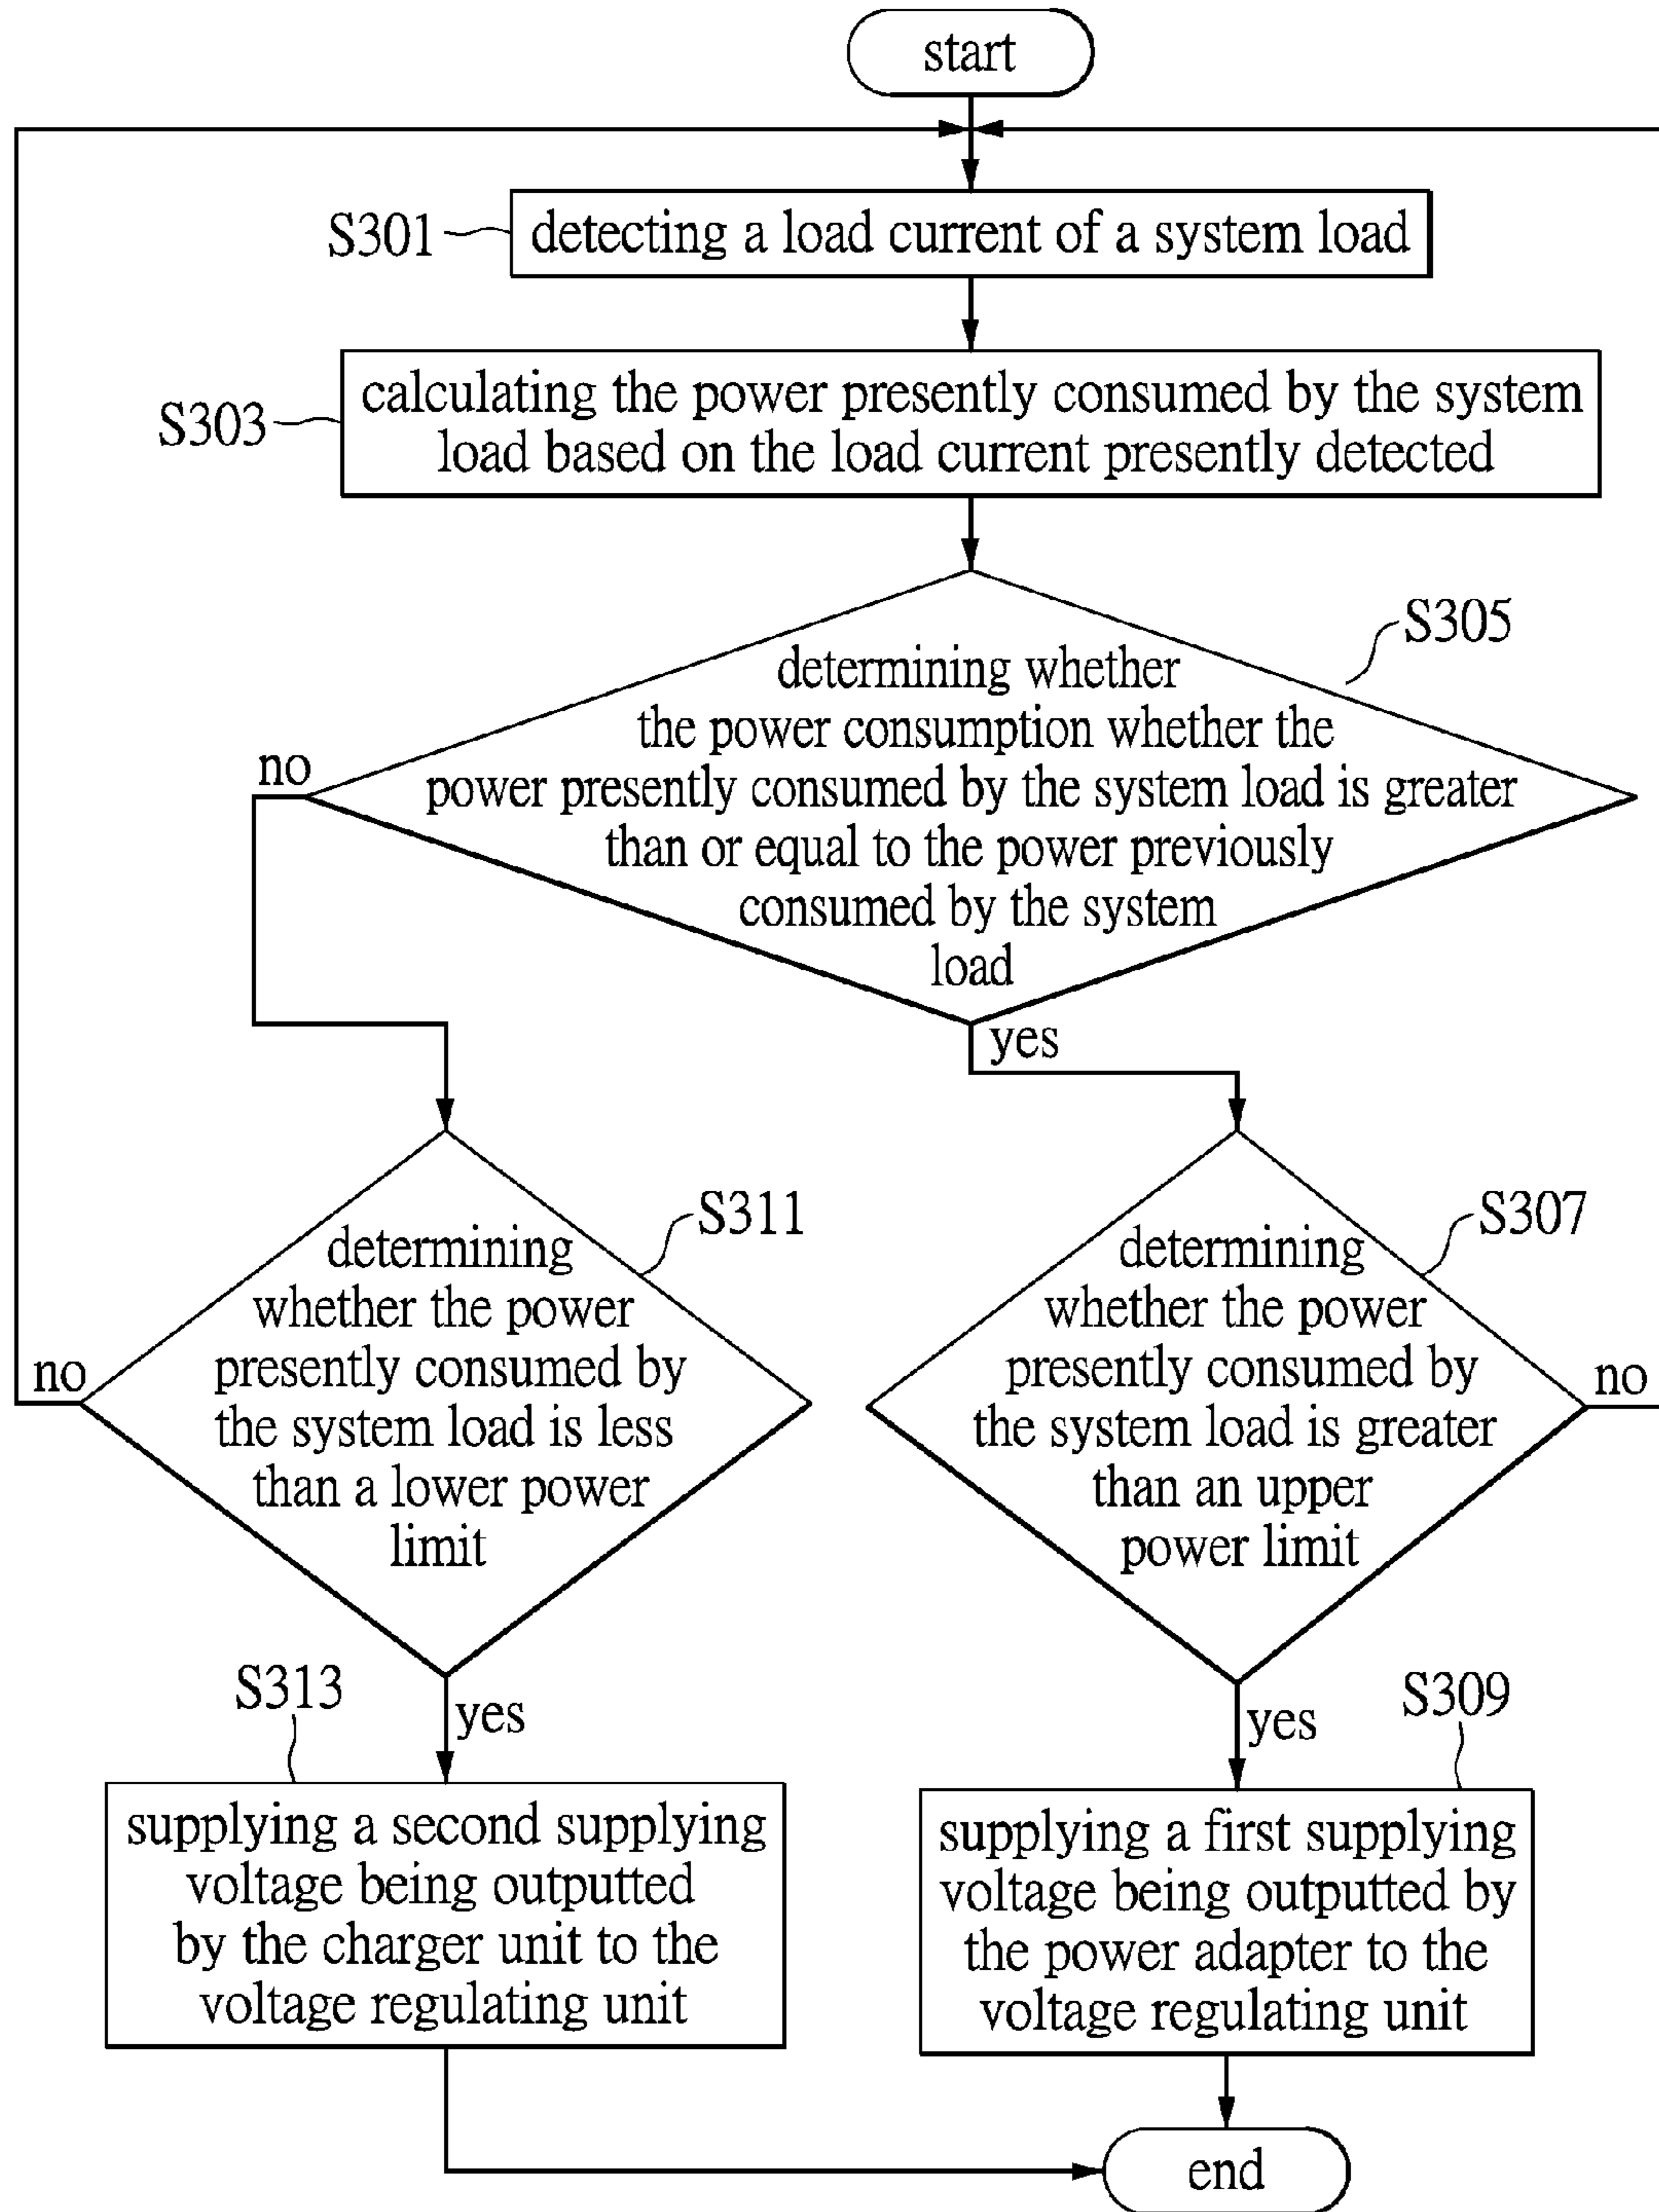 start
S301
detecting a load current of a system load
S303
calculating the power presently consumed by the system
load based on the load current presently detected
S305
determining whether
the power consumption whether the
power presently consumed by the system load is greater
than or equal to the power previously
consumed by the system
load
no
yes
S311
determining
whether the power
presently consumed by
the system load is less
than a lower power
limit
no
yes
S307
determining
whether the power
presently consumed by
the system load is greater
than an upper
power limit
no
yes
S313
supplying a second supplying
voltage being outputted
by the charger unit to the
voltage regulating unit
S309
supplying a first supplying
voltage being outputted by
the power adapter to the
voltage regulating unit
end